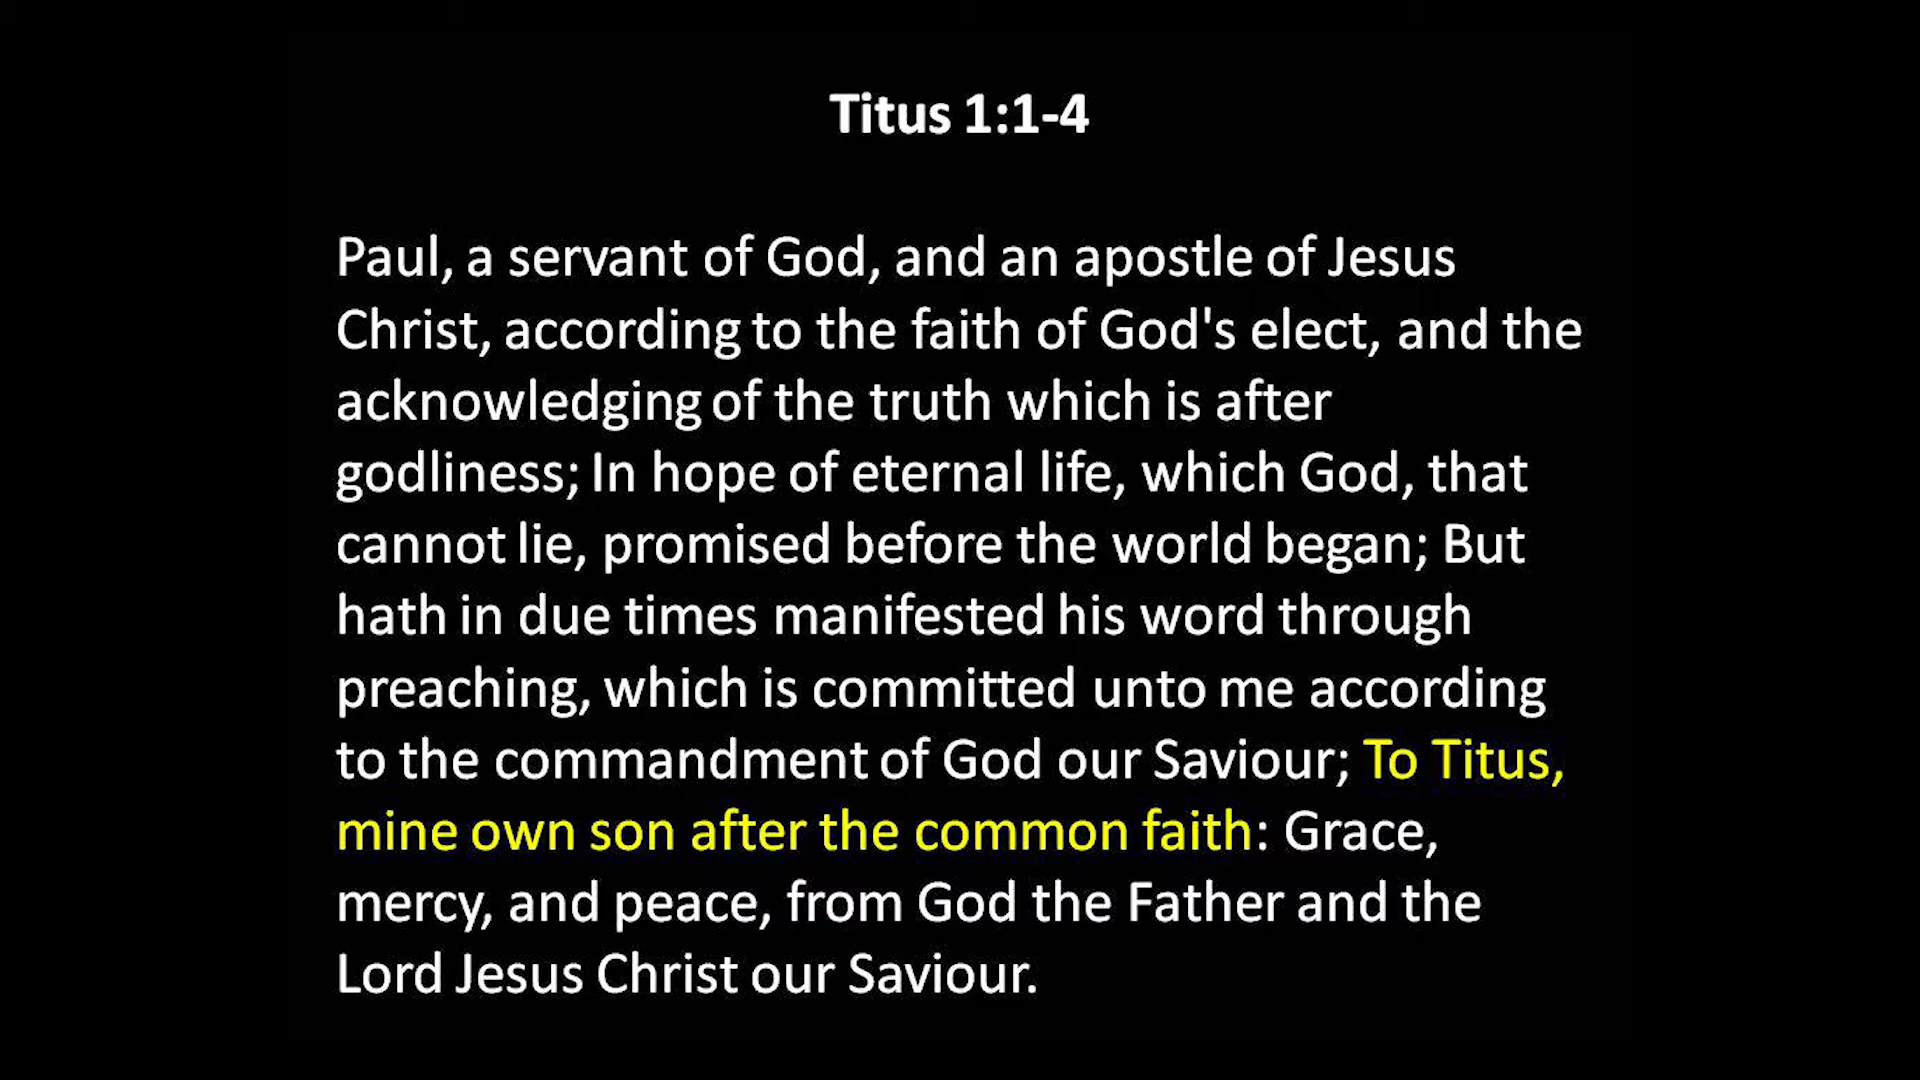 Titus 1:1-4
Paul, a servant of God, and an apostle of Jesus
Christ, according to the faith of God's elect, and the
acknowledging of the truth which is after
godliness; In hope of eternal life, which God, that
cannot lie, promised before the world began; But
hath in due times manifested his word through
preaching, which is committed unto me according
to the commandment of God our Saviour; To Titus,
mine own son after the common faith: Grace,
mercy, and peace, from God the Father and the
Lord Jesus Christ our Saviour.